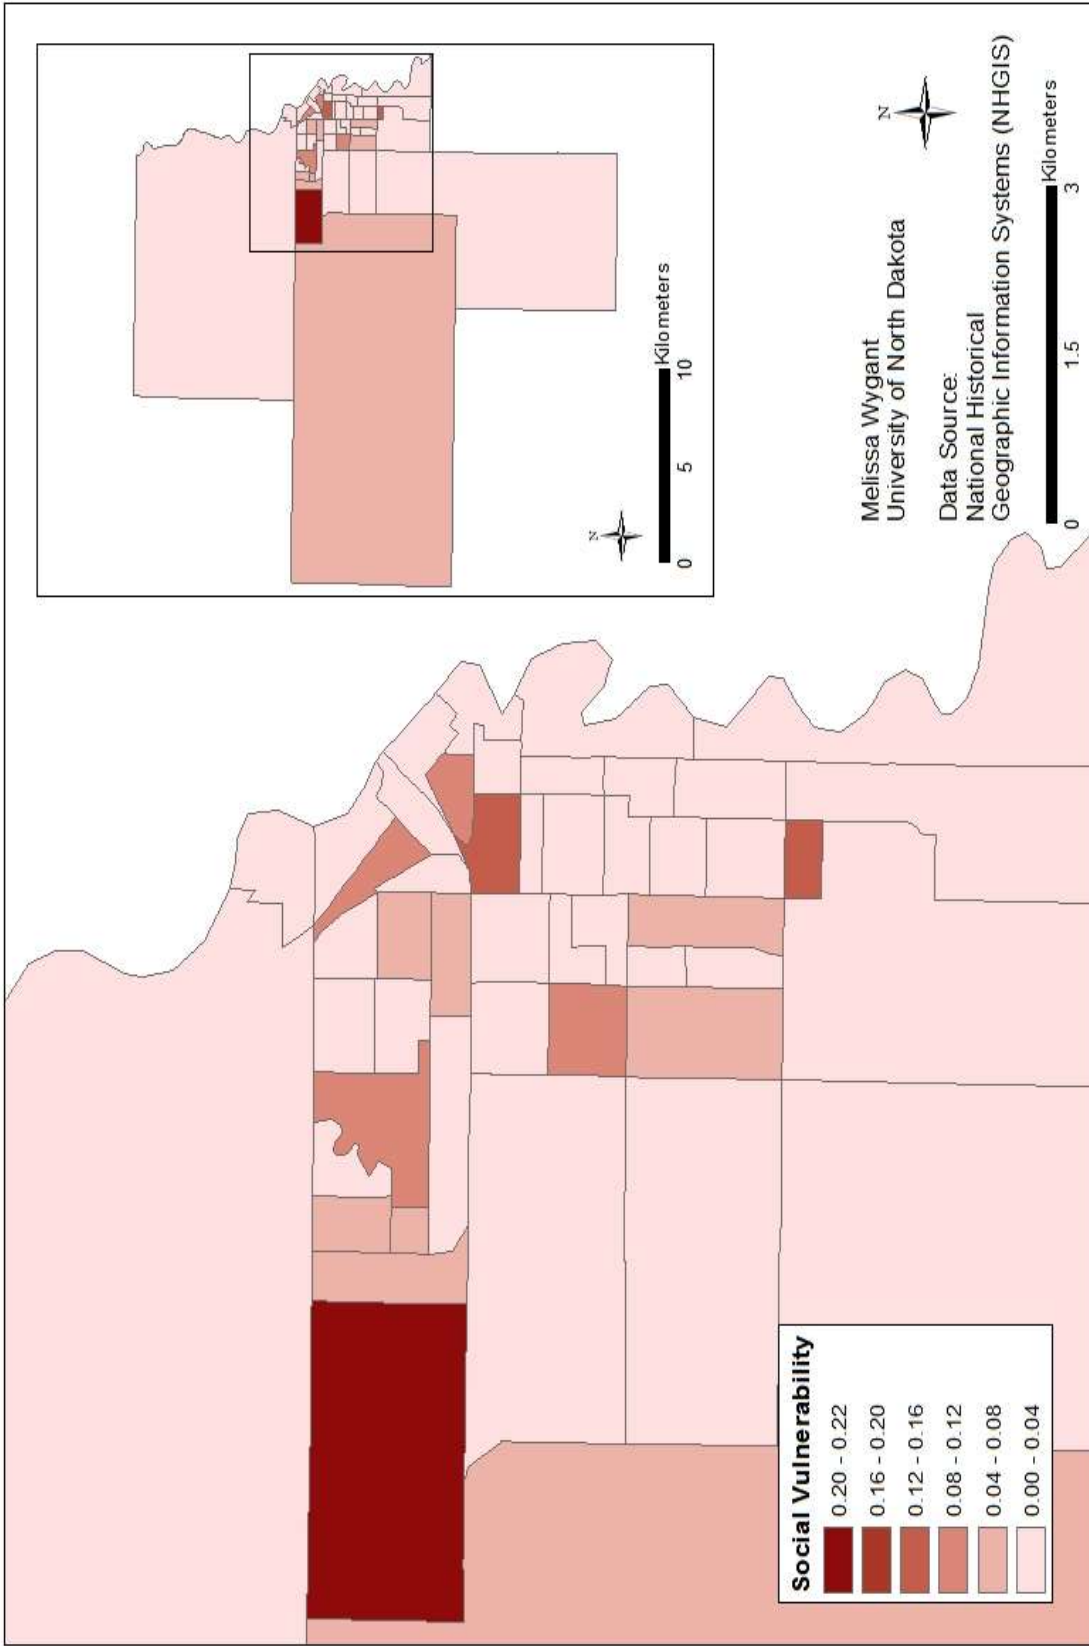 N
0
5
10
Kilometers
Social Vulnerability
0.20 - 0.22
0.16 - 0.20
0.12 - 0.16
0.08 - 0.12
0.04 - 0.08
0.00 - 0.04
Melissa Wygant
University of North Dakota
Data Source:
National Historical
Geographic Information Systems (NHGIS)
N
0
1.5
3
Kilometers